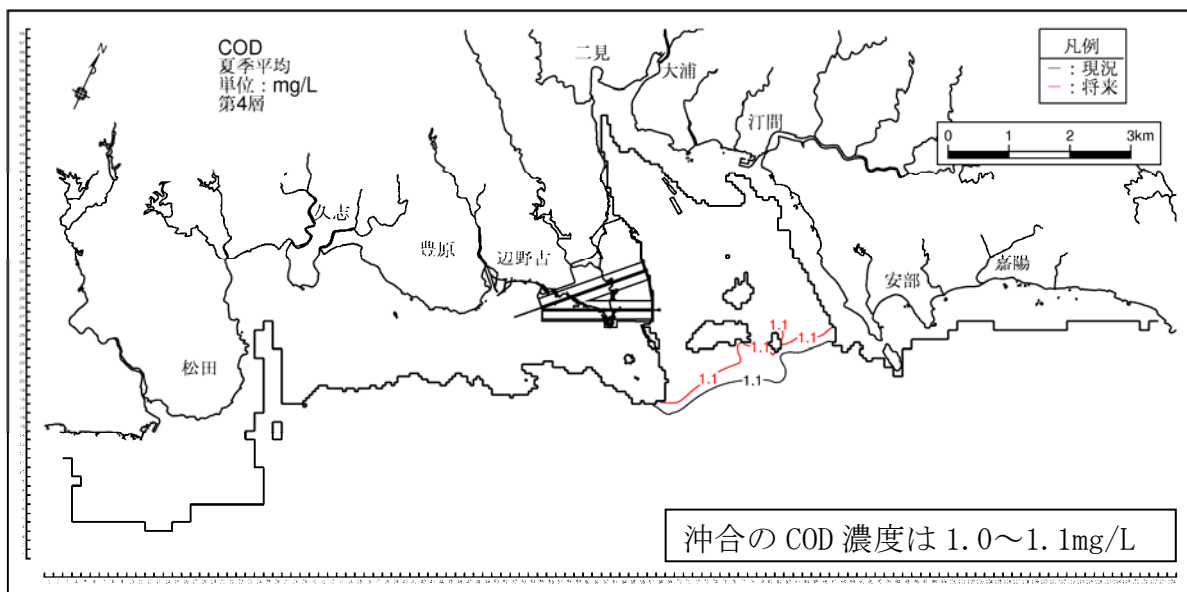 N
COD
夏季平均
単位：mg/L
第4層
二見
大浦
汀間
凡例
－：現況
－：将来
0 1 2 3km
久志
豊原
辺野古
安部
嘉陽
松田
1.1
1.1
1.1
1.1
1.1
沖合の COD 濃度は 1.0～1.1mg/L